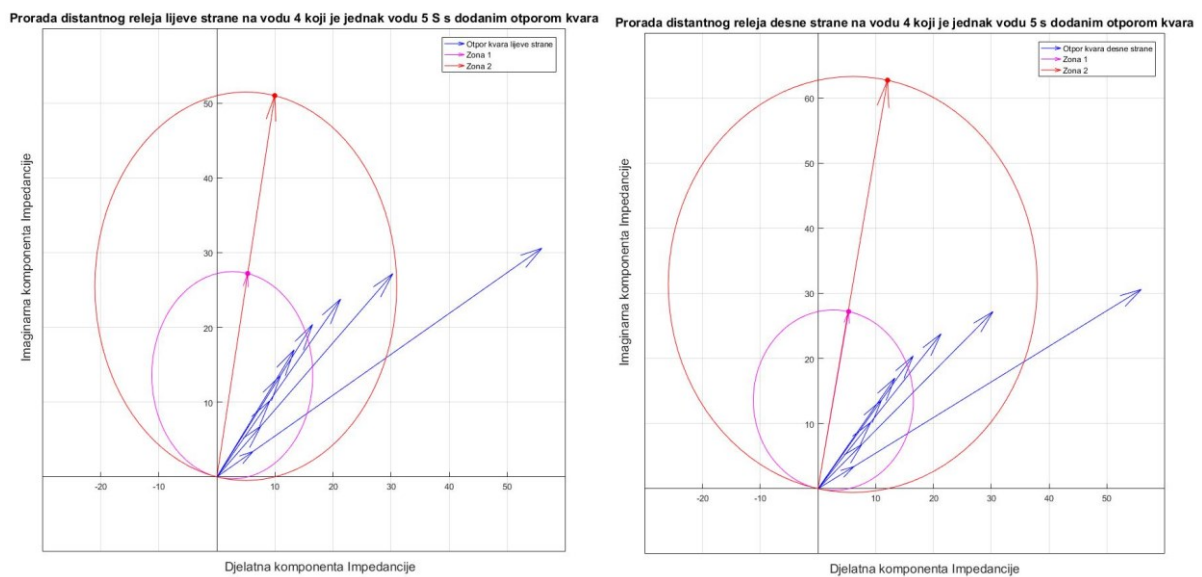 Prorada distantnog releja lijeve strane na vodu 4 koji je jednak vodu 5 S s dodanim otporom kvara
Otpor kvara lijeve strane
Zona 1
Zona 2
50
40
30
20
10
-20
-10
0
10
20
30
40
50
Imaginarna komponenta Impedancije
Djelatna komponenta Impedancije
Prorada distantnog releja desne strane na vodu 4 koji je jednak vodu 5 s dodanim otporom kvara
Otpor kvara desne strane
Zona 1
Zona 2
60
50
40
30
20
10
-20
-10
0
10
20
30
40
50
Imaginarna komponenta Impedancije
Djelatna komponenta Impedancije